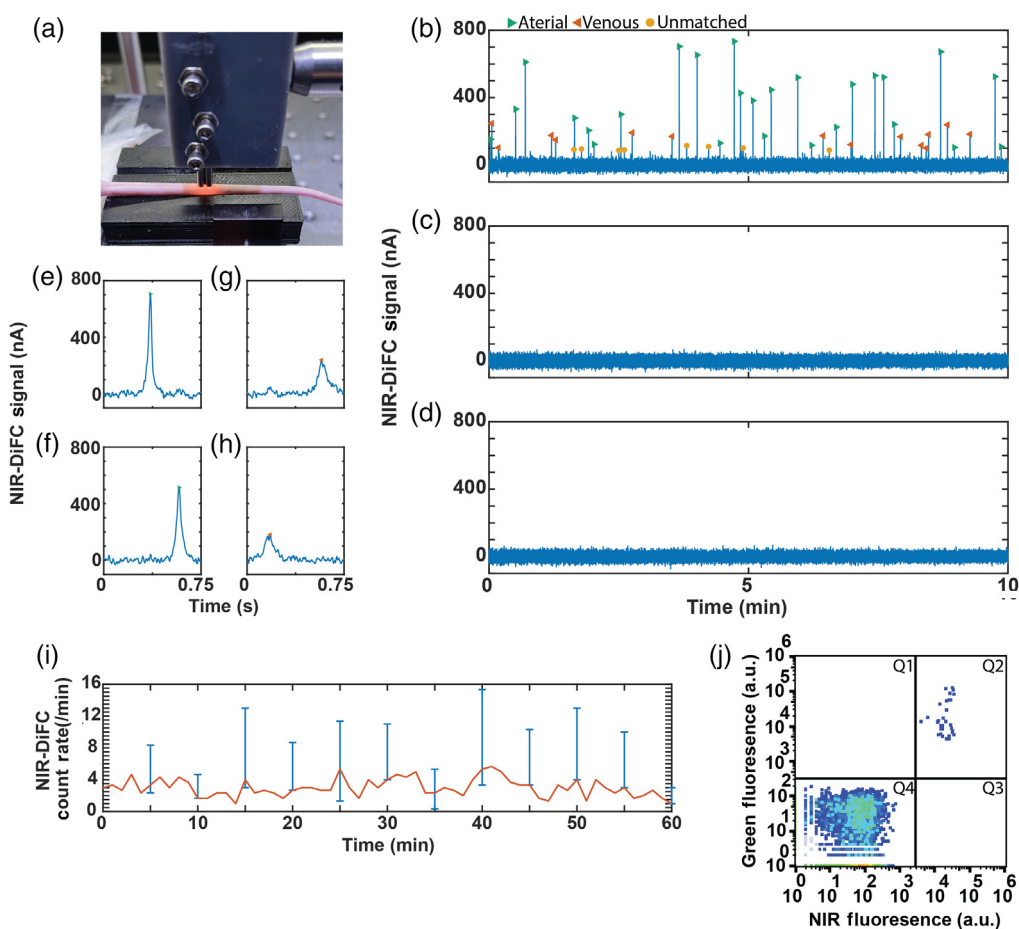 (a)
(b)
Aterial Venous Unmatched
800
400
0
(c)
800
400
0
(d)
800
400
0
0 5 10
Time (min)
NIR-DiFC signal (nA)
(e) (g)
800
400
0
(f) (h)
800
400
0
0 0.75 0 0.75
Time (s)
NIR-DiFC signal (nA)
(i)
16
12
8
4
0
0 10 20 30 40 50 60
Time (min)
NIR-DiFC
count rate(/min)
(j)
Q1 Q2
Q4 Q3
10 6
10 5
10 4
10 3
10 2
10 1
10 0
Green fluoresence (a.u.)
0 1 2 3 4 5 6
10 10 10 10 10 10 10
NIR fluoresence (a.u.)